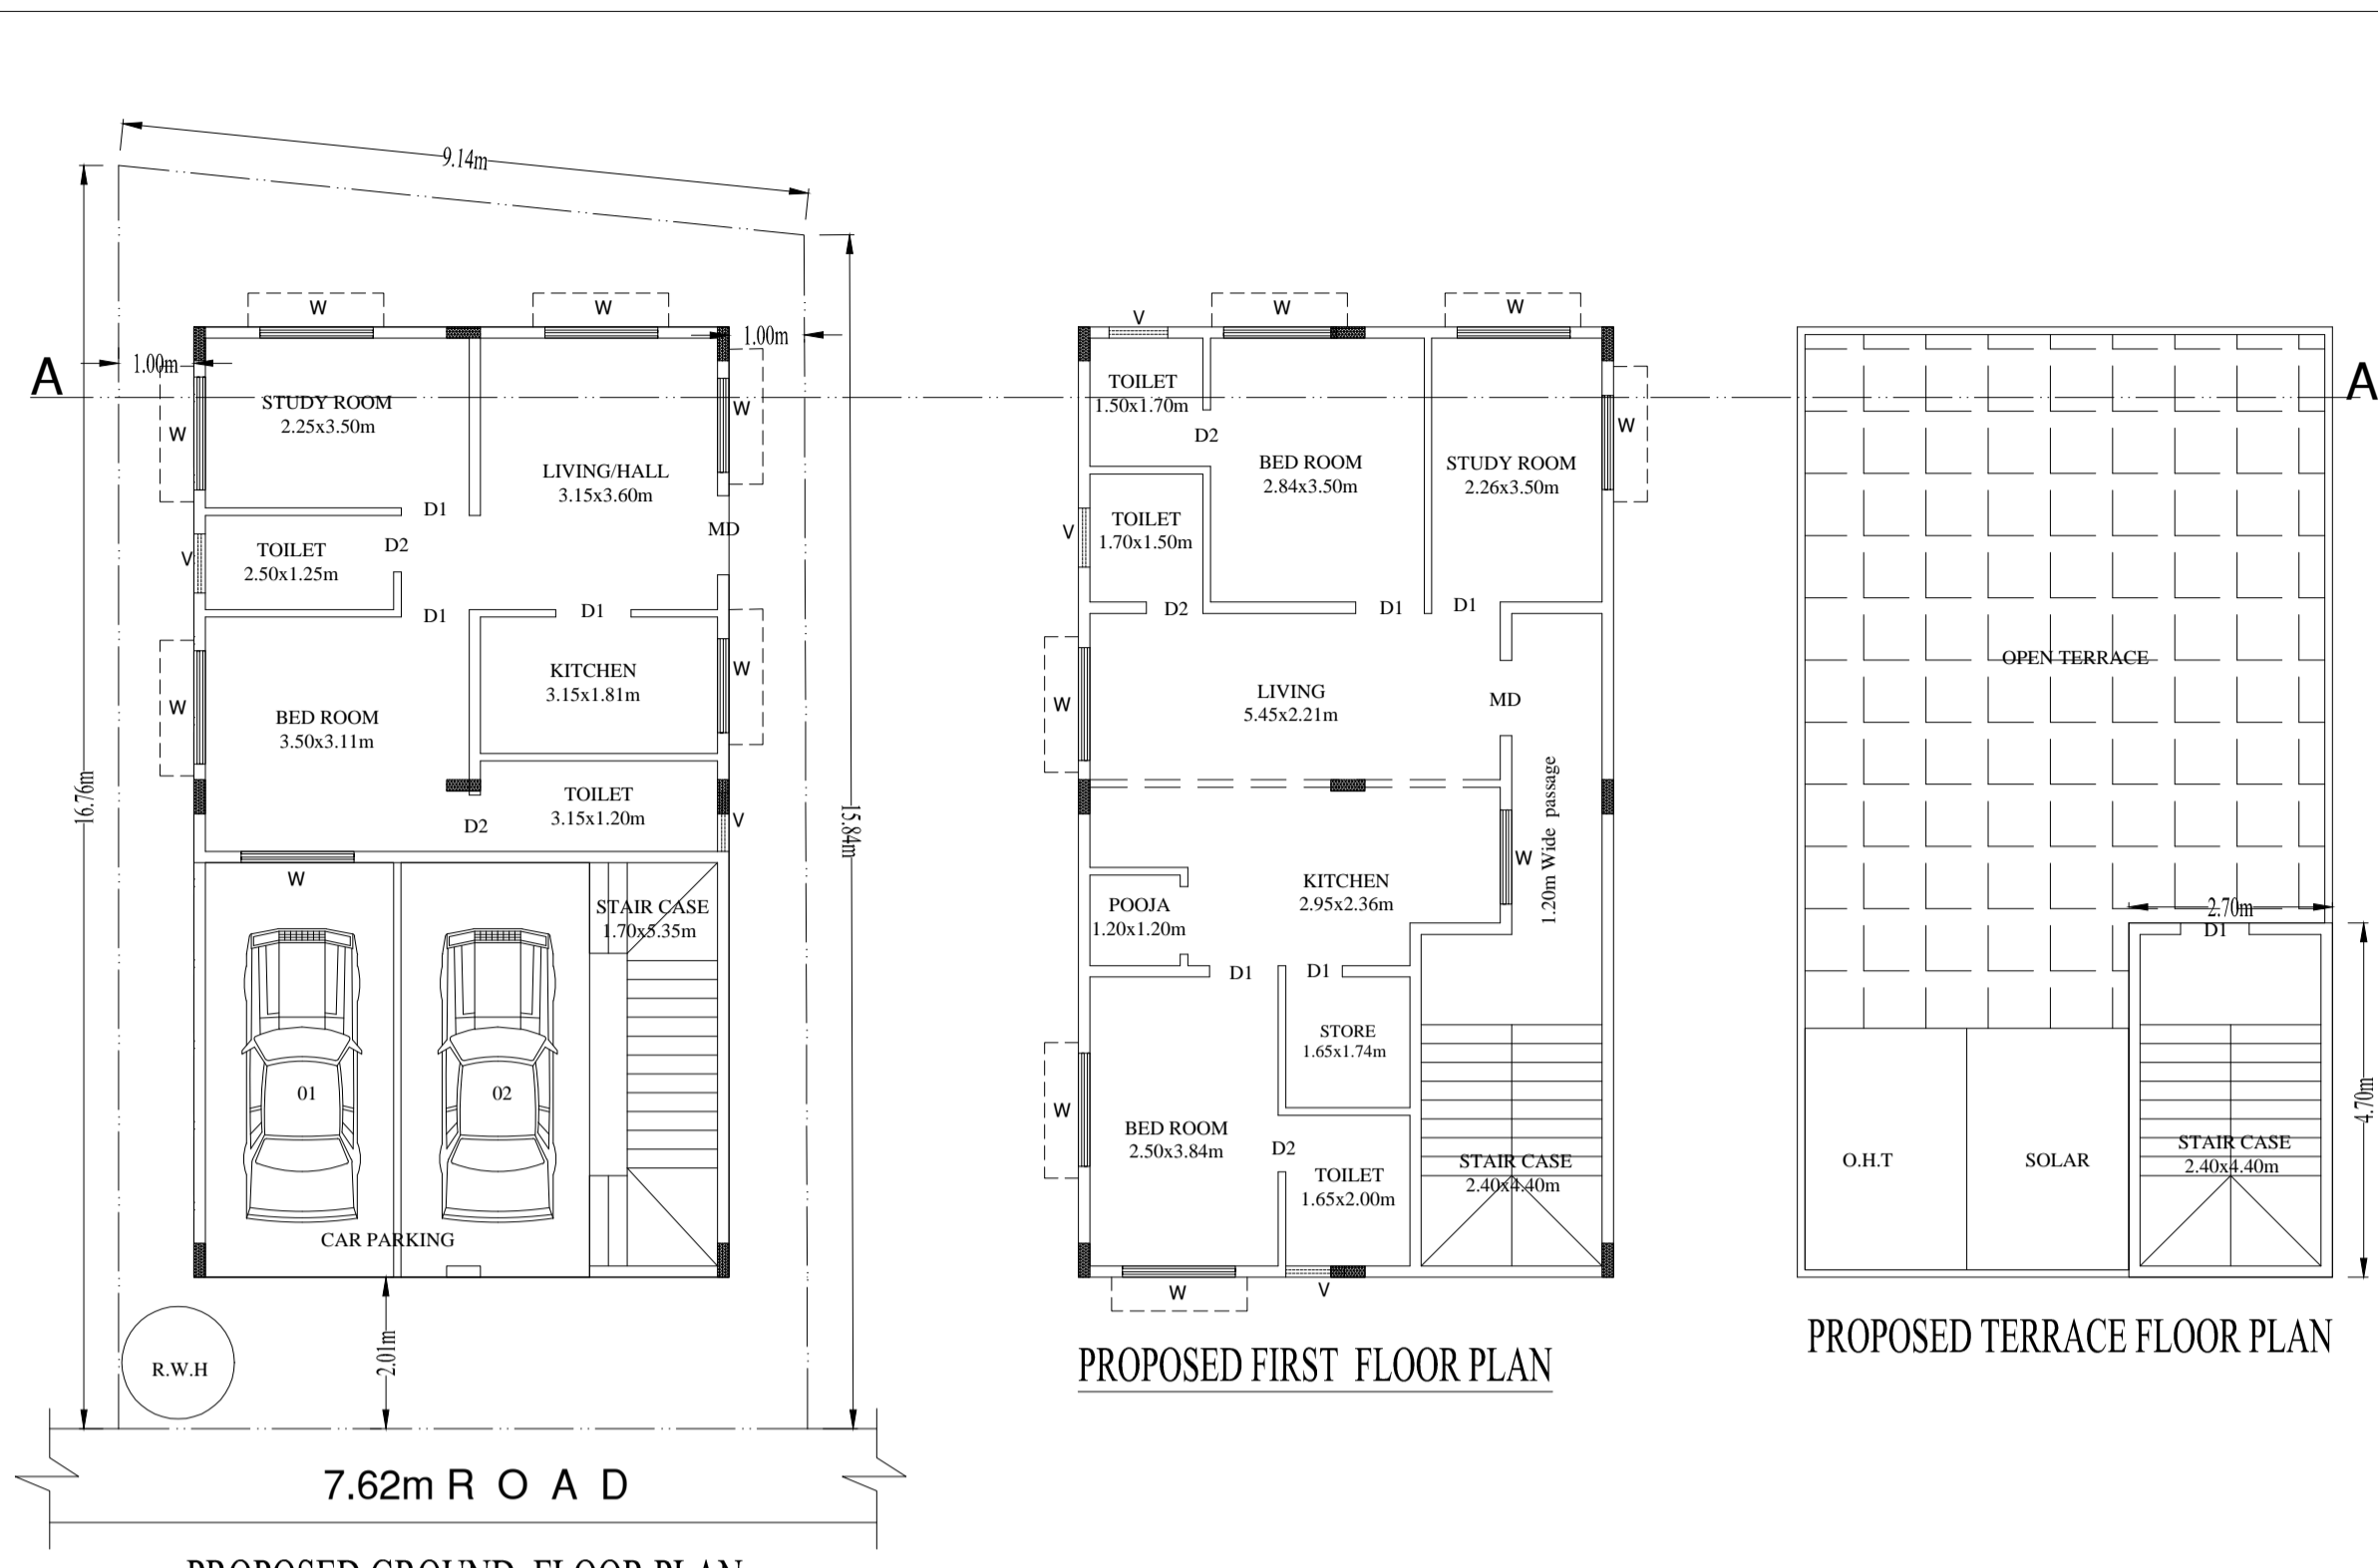 9.14m
W
W
1.00m
1.00m
A
STUDY ROOM
2.25x3.50m
W
W
LIVING/HALL
3.15x3.60m
D1
MD
D2
V
TOILET
2.50x1.25m
D1
D1
W
KITCHEN
3.15x1.81m
W
BED ROOM
3.50x3.11m
16.76m
15.84m
TOILET
3.15x1.20m
V
D2
W
STAIR CASE
1.70x5.35m
01
02
CAR PARKING
2.01m
R.W.H
7.62m R O A D
PROPOSED GROUND FLOOR PLAN
V
W
W
TOILET
1.50x1.70m
D2
W
BED ROOM
2.84x3.50m
STUDY ROOM
2.26x3.50m
V
TOILET
1.70x1.50m
D2
D1
D1
W
LIVING
5.45x2.21m
MD
1.20m Wide passage
W
KITCHEN
2.95x2.36m
POOJA
1.20x1.20m
D1
D1
STORE
1.65x1.74m
W
BED ROOM
2.50x3.84m
D2
TOILET
1.65x2.00m
STAIR CASE
2.40x4.40m
W
V
PROPOSED FIRST FLOOR PLAN
A
OPEN TERRACE
2.70m
D1
4.70m
O.H.T
SOLAR
STAIR CASE
2.40x4.40m
PROPOSED TERRACE FLOOR PLAN